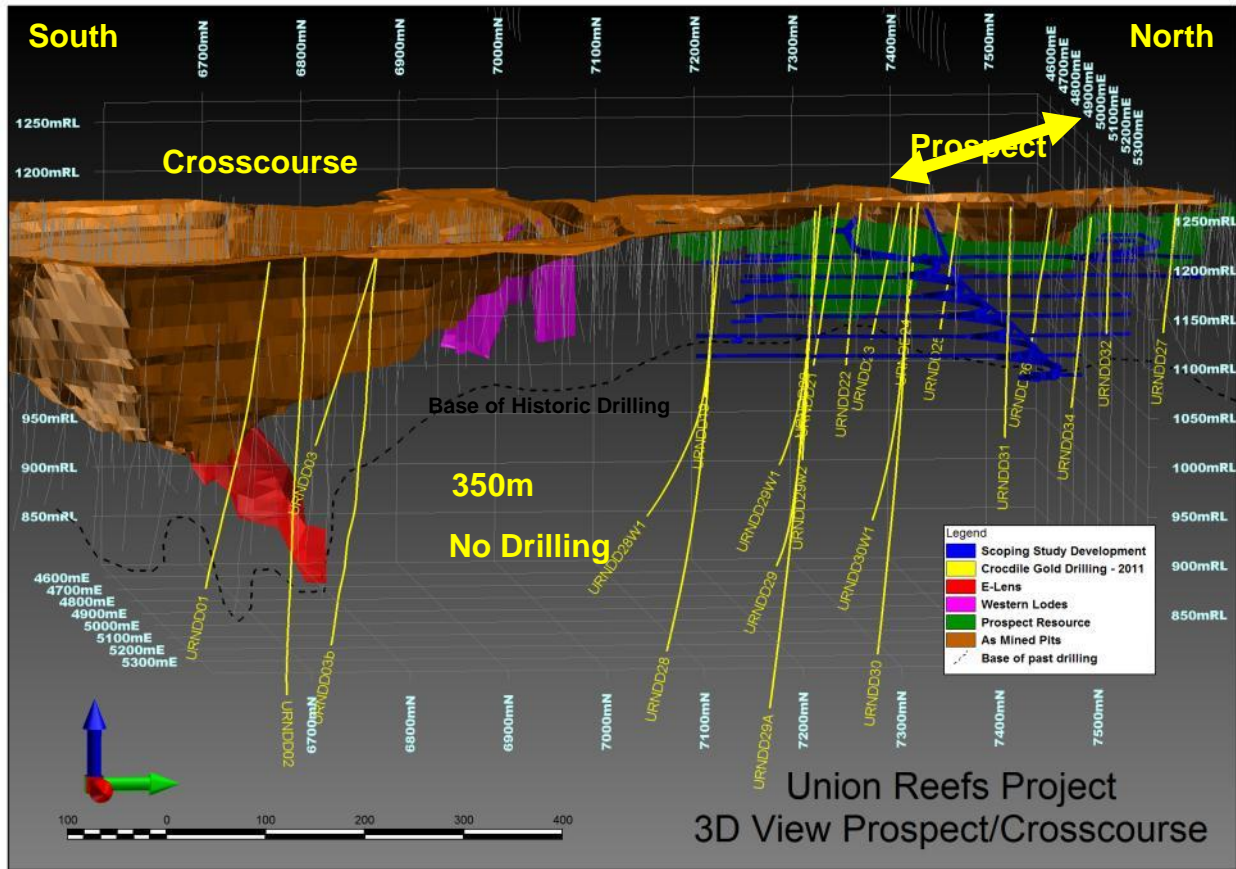 South
North
6700mN
6800mN
6900mN
7000mN
7100mN
7200mN
7300mN
7400mN
7500mN
4600mE
4700mE
4800mE
4900mE
5000mE
5100mE
5200mE
5300mE
1250mRL
1200mRL
Crosscourse
Prospect
1250mRL
1200mRL
1150mRL
1100mRL
1050mRL
1000mRL
950mRL
900mRL
850mRL
950mRL
900mRL
850mRL
Base of Historic Drilling
350m
No Drilling
URNDD01
URNDD02
URNDD03
URNDD03b
URNDD28W1
URNDD28
URNDD29W1
URNDD29W2
URNDD29
URNDD29A
URNDD21
URNDD22
URNDD25
URNDD30W1
URNDD30
URNDD31
URNDD26
URNDD34
URNDD32
URNDD27
Legend
Scoping Study Development
Crocdile Gold Drilling - 2011
E-Lens
Western Lodes
Prospect Resource
As Mined Pits
Base of past drilling
4600mE
4700mE
4800mE
4900mE
5000mE
5100mE
5200mE
5300mE
6700mN
6800mN
6900mN
7000mN
7100mN
7200mN
7300mN
7400mN
7500mN
100 0 100 200 300 400
Union Reefs Project
3D View Prospect/Crosscourse